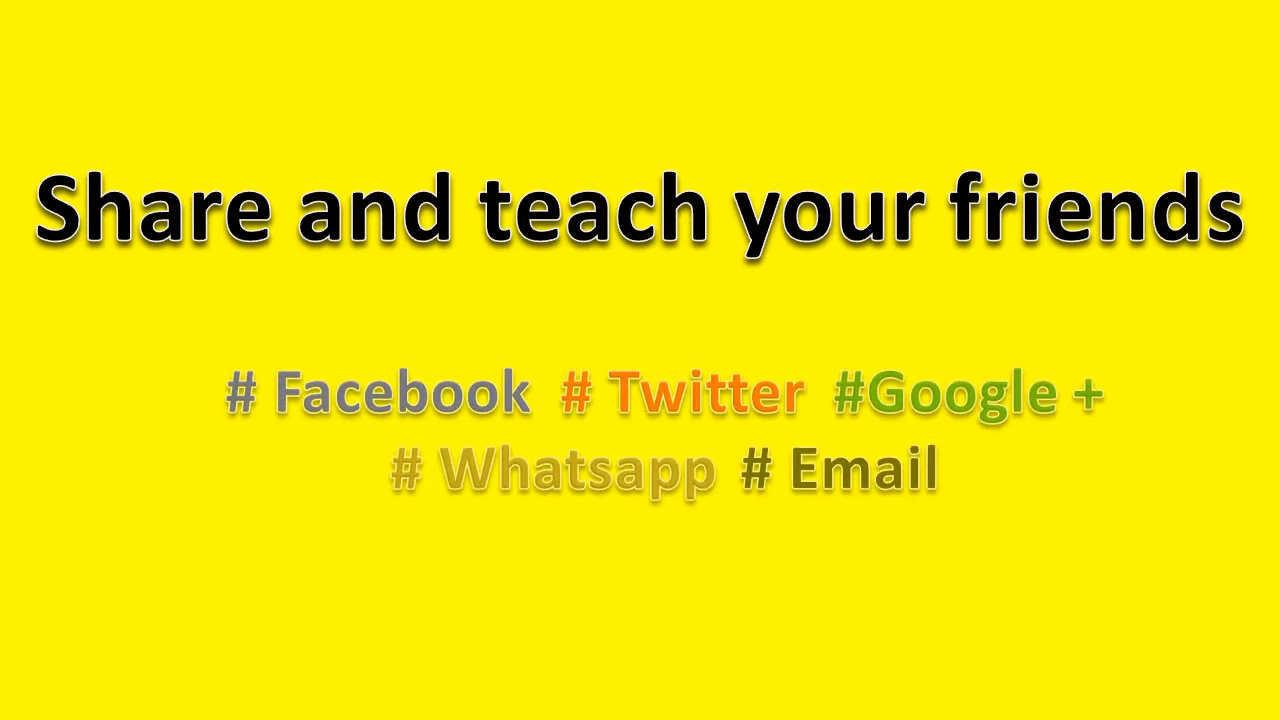 Share and teach your friends
# Facebook # Twitter #Google +
# Whatsapp # Email